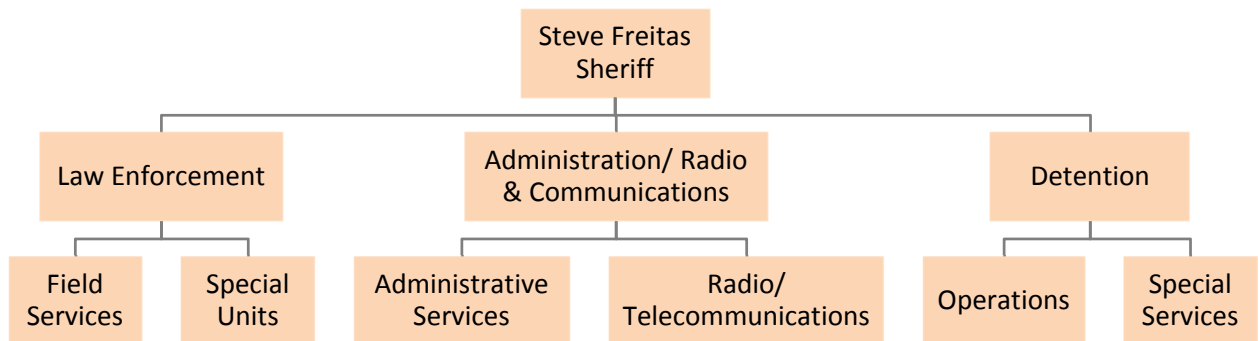 Steve Freitas
Sheriff
Law Enforcement
Administration/ Radio
& Communications
Detention
Field
Services
Special
Units
Administrative
Services
Radio/
Telecommunications
Operations
Special
Services